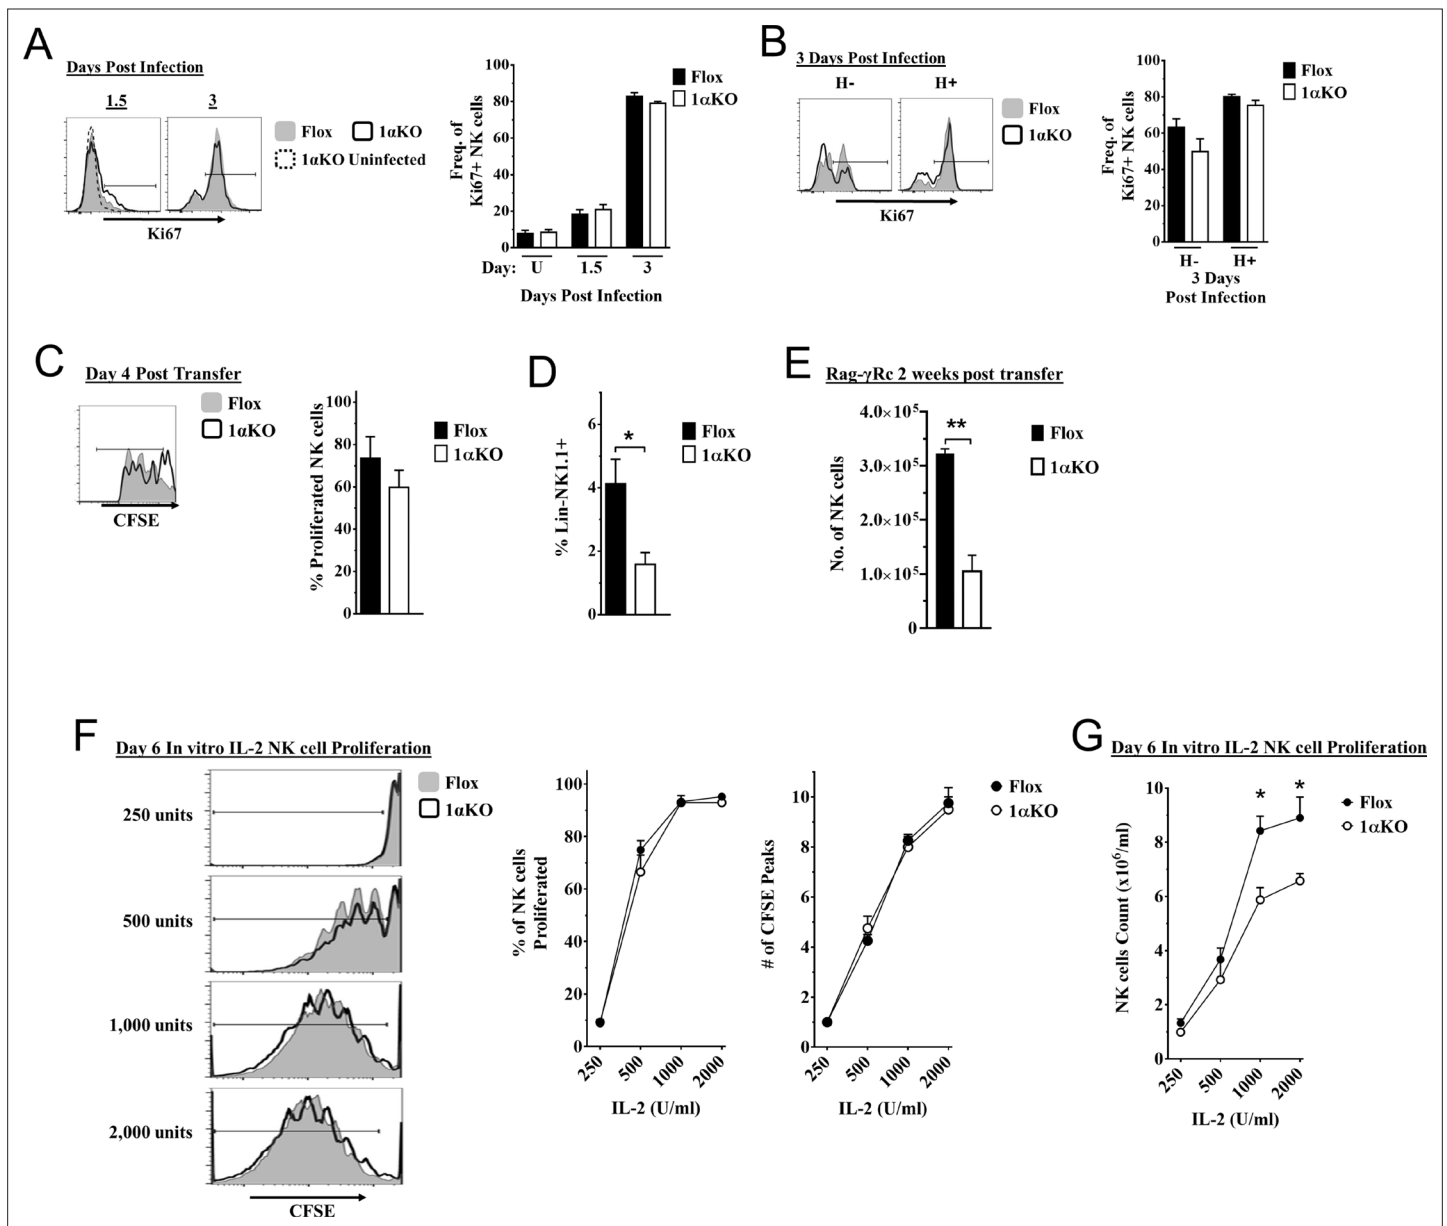 A
Days Post Infection
1.5
3
Flox
1αKO
1αKO Uninfected
Ki67
Freq. of
Ki67+ NK cells
100
80
60
40
20
0
Flox
1αKO
Day:
U
1.5
3
Days Post Infection
B
3 Days Post Infection
H-
H+
Flox
1αKO
Ki67
Freq. of
Ki67+ NK cells
100
80
60
40
20
0
Flox
1αKO
H-
H+
3 Days
Post Infection
C
Day 4 Post Transfer
Flox
1αKO
CFSE
% Proliferated NK cells
100
80
60
40
20
0
Flox
1αKO
D
% Lin-NK1.1+
6
4
2
0
*
Flox
1αKO
E
Rag-γRc 2 weeks post transfer
No. of NK cells
4.0×10⁵
3.0×10⁵
2.0×10⁵
1.0×10⁵
0
**
Flox
1αKO
F
Day 6 In vitro IL-2 NK cell Proliferation
250 units
500 units
1,000 units
2,000 units
Flox
1αKO
CFSE
% of NK cells
Proliferated
100
80
60
40
20
0
250
500
1000
2000
IL-2 (U/ml)
# of CFSE Peaks
10
8
6
4
2
0
250
500
1000
2000
IL-2 (U/ml)
Flox
1αKO
G
Day 6 In vitro IL-2 NK cell Proliferation
NK cells Count (x10⁶/ml)
10
8
6
4
2
0
*
*
Flox
1αKO
250
500
1000
2000
IL-2 (U/ml)